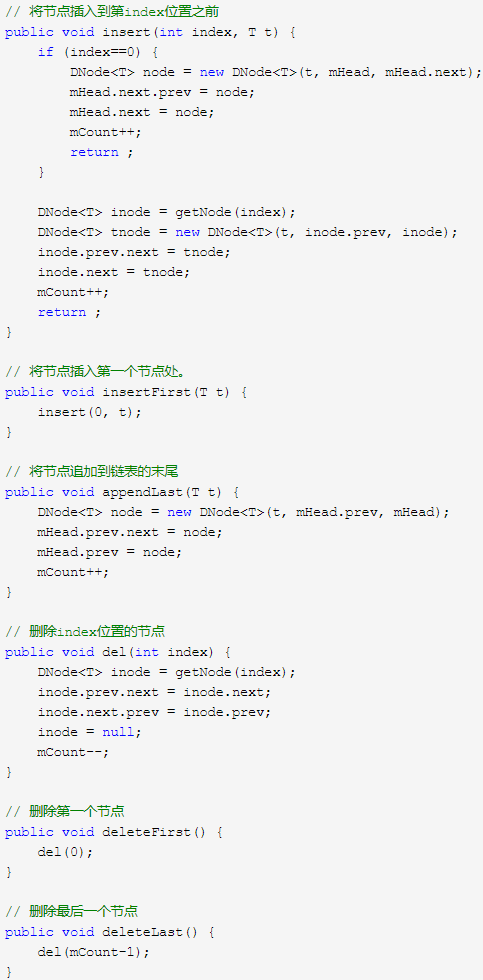 // 将节点插入到第index位置之前
public void insert(int index, T t) {
    if (index==0) {
        DNode<T> node = new DNode<T>(t, mHead, mHead.next);
        mHead.next.prev = node;
        mHead.next = node;
        mCount++;
        return ;
    }

    DNode<T> inode = getNode(index);
    DNode<T> tnode = new DNode<T>(t, inode.prev, inode);
    inode.prev.next = tnode;
    inode.next = tnode;
    mCount++;
    return ;
}

// 将节点插入第一个节点处。
public void insertFirst(T t) {
    insert(0, t);
}

// 将节点追加到链表的末尾
public void appendLast(T t) {
    DNode<T> node = new DNode<T>(t, mHead.prev, mHead);
    mHead.prev.next = node;
    mHead.prev = node;
    mCount++;
}

// 删除index位置的节点
public void del(int index) {
    DNode<T> inode = getNode(index);
    inode.prev.next = inode.next;
    inode.next.prev = inode.prev;
    inode = null;
    mCount--;
}

// 删除第一个节点
public void deleteFirst() {
    del(0);
}

// 删除最后一个节点
public void deleteLast() {
    del(mCount-1);
}